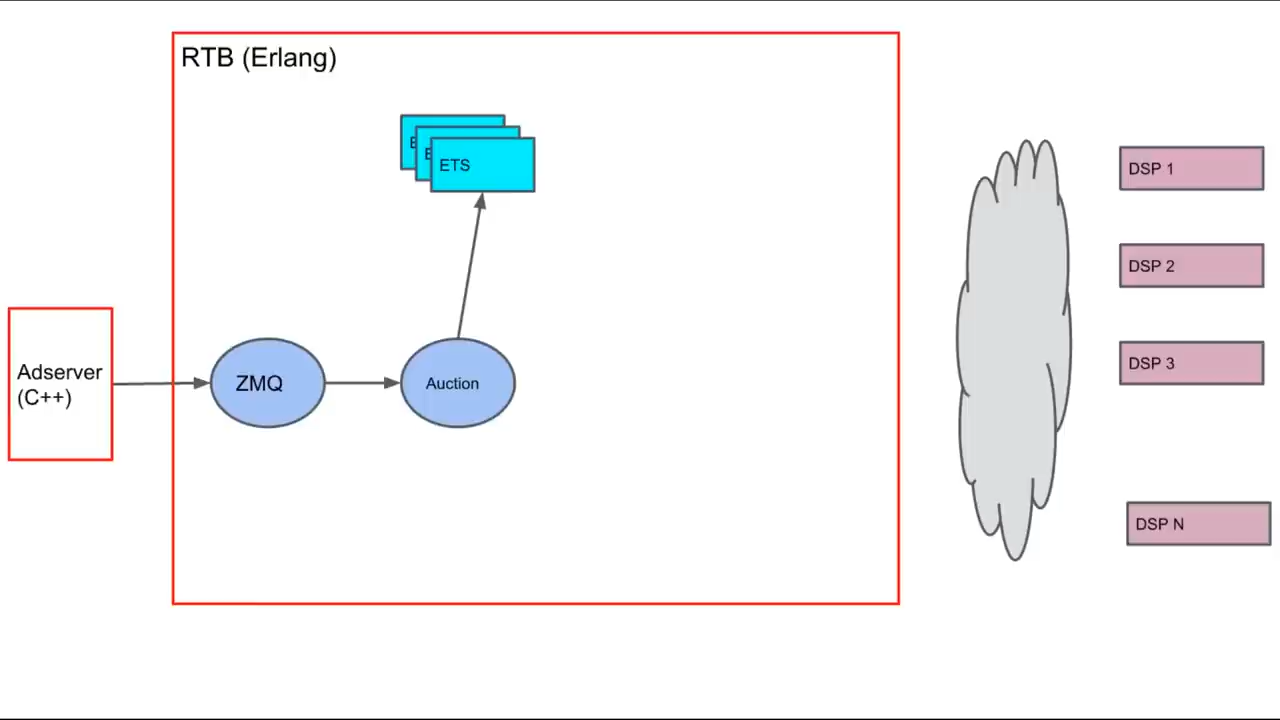 RTB (Erlang)
E
E
ETS
DSP 1
DSP 2
DSP 3
Adserver
(C++)
ZMQ
Auction
DSP N